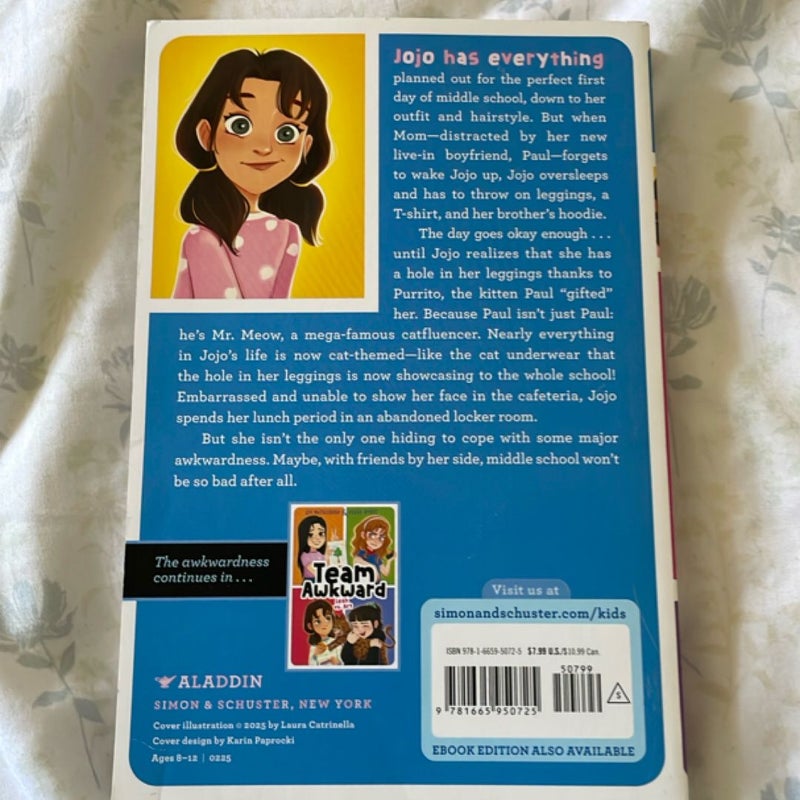 Jojo has everything
planned out for the perfect first
day of middle school, down to her
outfit and hairstyle. But when
Mom—distracted by her new
live-in boyfriend, Paul—forgets
to wake Jojo up, Jojo oversleeps
and has to throw on leggings, a
T-shirt, and her brother's hoodie.
The day goes okay enough . . .
until Jojo realizes that she has
a hole in her leggings thanks to
Purrito, the kitten Paul "gifted"
her. Because Paul isn't just Paul:
he's Mr. Meow, a mega-famous catfluencer. Nearly everything
in Jojo's life is now cat-themed—like the cat underwear that
the hole in her leggings is now showcasing to the whole school!
Embarrassed and unable to show her face in the cafeteria, Jojo
spends her lunch period in an abandoned locker room.
But she isn't the only one hiding to cope with some major
awkwardness. Maybe, with friends by her side, middle school won't
be so bad after all.
The awkwardness
continues in . . .
Team
Awkward
Visit us at
simonandschuster.com/kids
ISBN 978-1-6659-5072-5 $7.99 U.S./$10.99 Can.
50799
9 781665 950725
S
EBOOK EDITION ALSO AVAILABLE
ALADDIN
SIMON & SCHUSTER, NEW YORK
Cover illustration © 2025 by Laura Catrinella
Cover design by Karin Paprocki
Ages 8–12 | 0225